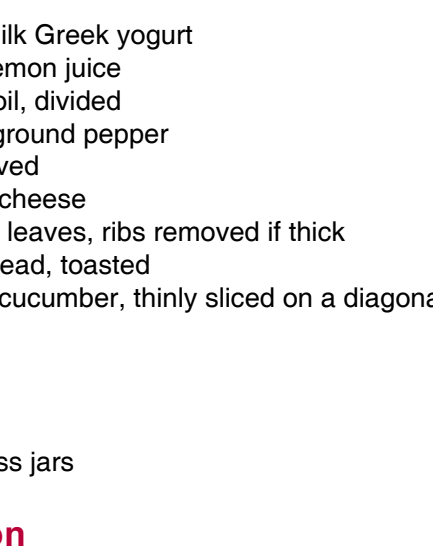 ilk Greek yogurt
emon juice
oil, divided
ground pepper
ved
cheese
leaves, ribs removed if thick
ead, toasted
cucumber, thinly sliced on a diagona
ss jars
on